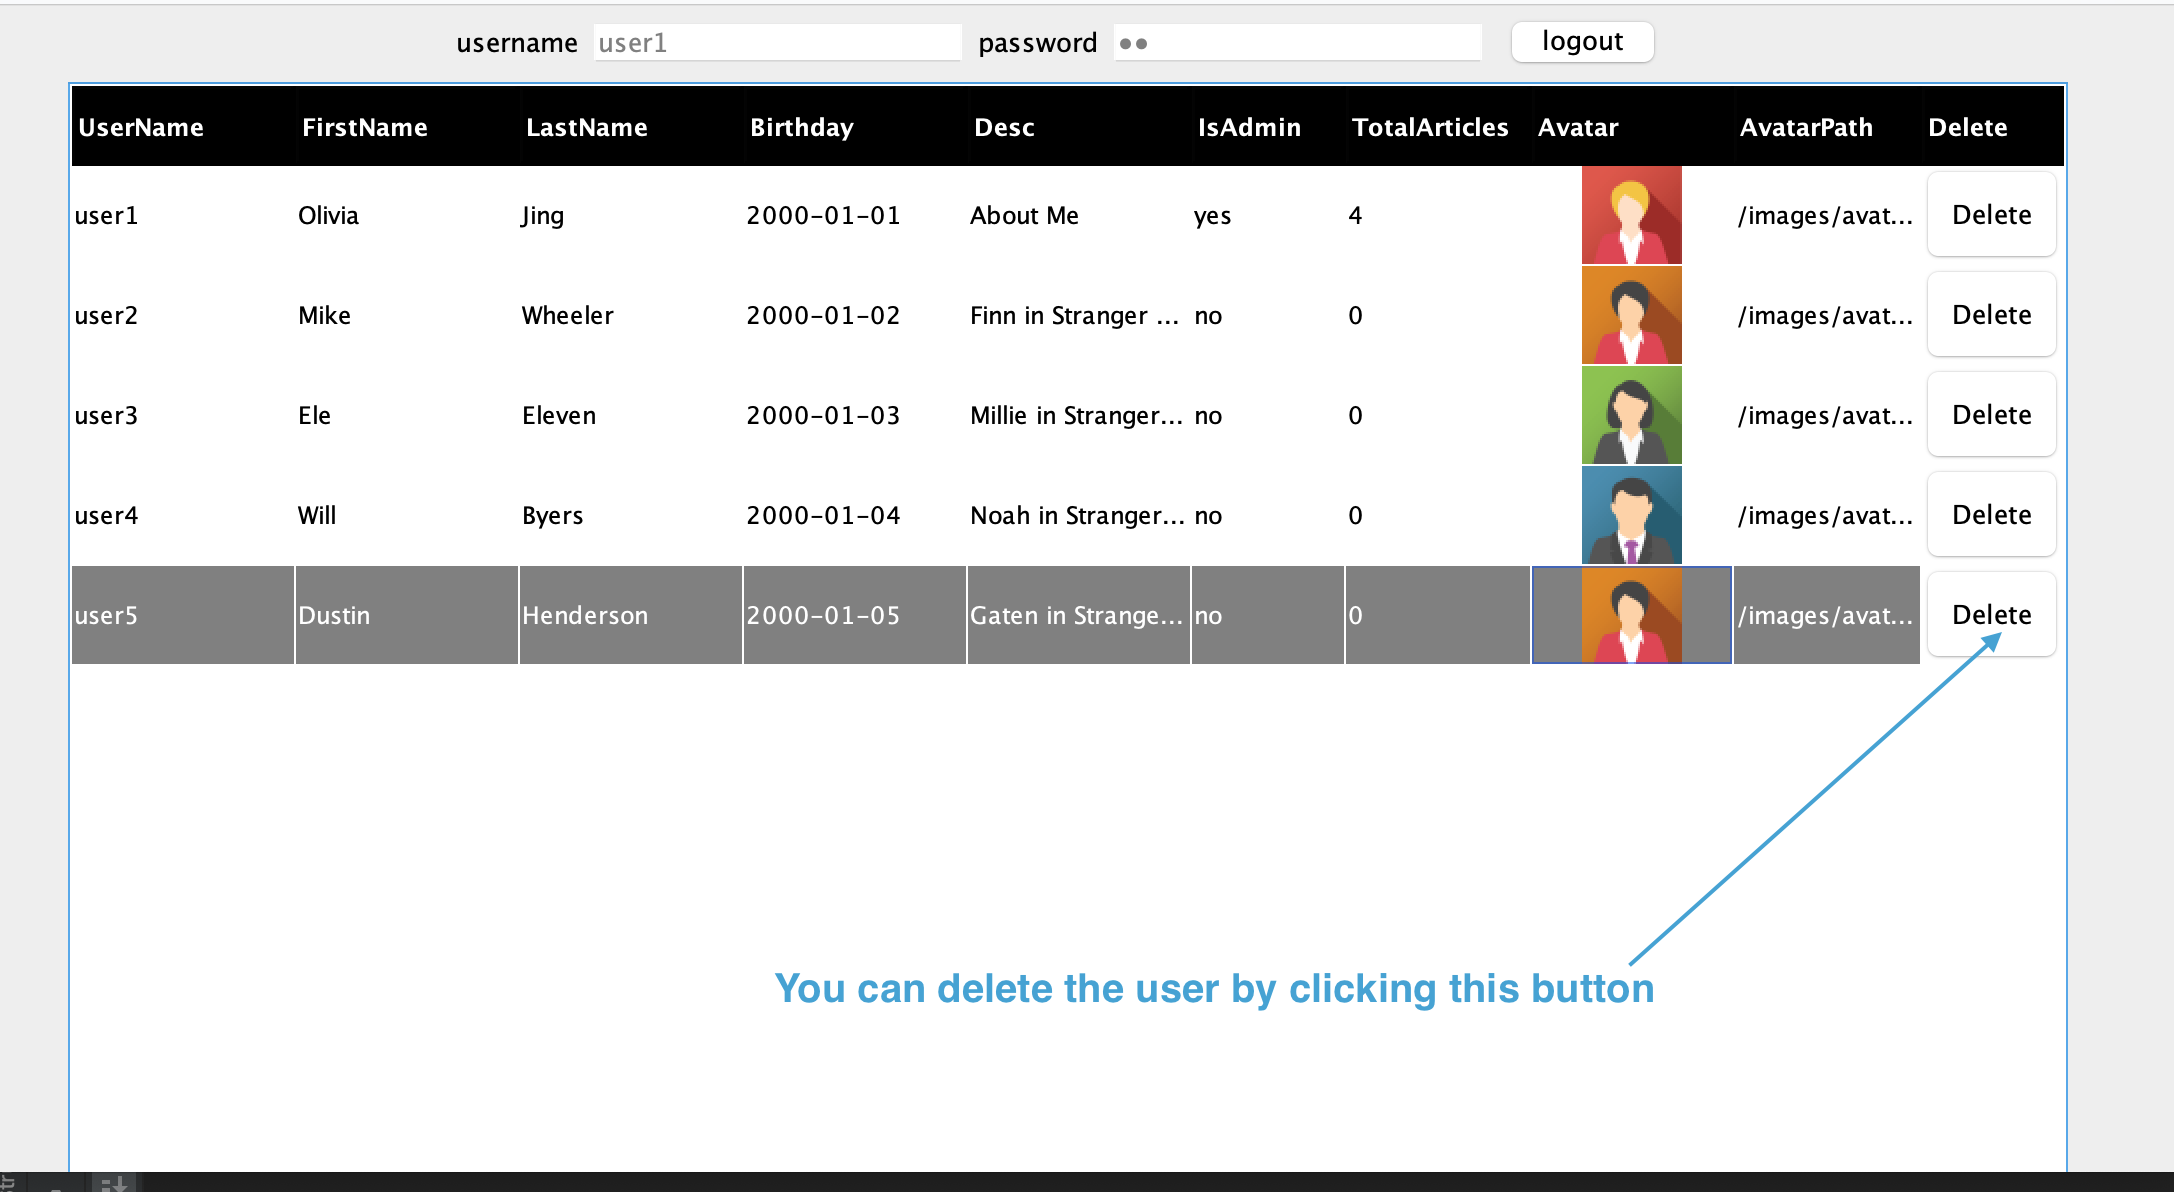 username user1 password •• logout
UserName FirstName LastName Birthday Desc IsAdmin TotalArticles Avatar AvatarPath Delete
user1 Olivia Jing 2000-01-01 About Me yes 4 /images/avat... Delete
user2 Mike Wheeler 2000-01-02 Finn in Stranger ... no 0 /images/avat... Delete
user3 Ele Eleven 2000-01-03 Millie in Stranger... no 0 /images/avat... Delete
user4 Will Byers 2000-01-04 Noah in Stranger... no 0 /images/avat... Delete
user5 Dustin Henderson 2000-01-05 Gaten in Strange... no 0 /images/avat... Delete
You can delete the user by clicking this button